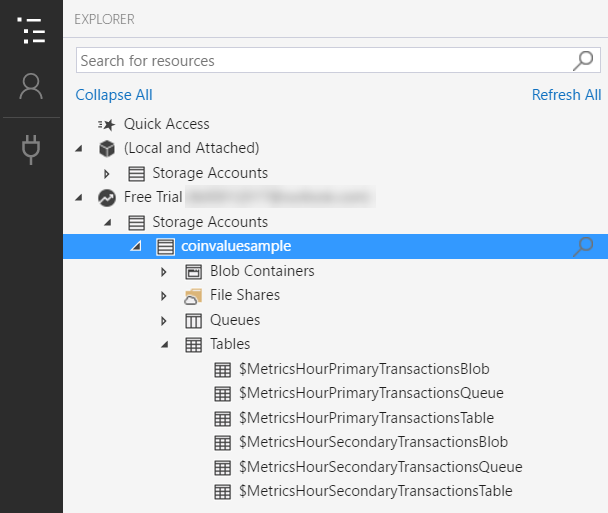 EXPLORER
Search for resources
Collapse All Refresh All
Quick Access
(Local and Attached)
Storage Accounts
Free Trial
Storage Accounts
coinvaluesample
Blob Containers
File Shares
Queues
Tables
$MetricsHourPrimaryTransactionsBlob
$MetricsHourPrimaryTransactionsQueue
$MetricsHourPrimaryTransactionsTable
$MetricsHourSecondaryTransactionsBlob
$MetricsHourSecondaryTransactionsQueue
$MetricsHourSecondaryTransactionsTable